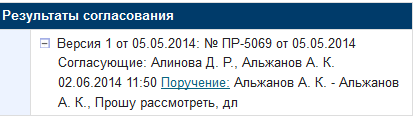 Результаты согласования
Версия 1 от 05.05.2014: № ПР-5069 от 05.05.2014
Согласующие: Алинова Д. Р., Альжанов А. К.
02.06.2014 11:50 Поручение: Альжанов А. К. - Альжанов
А. К., Прошу рассмотреть, дл